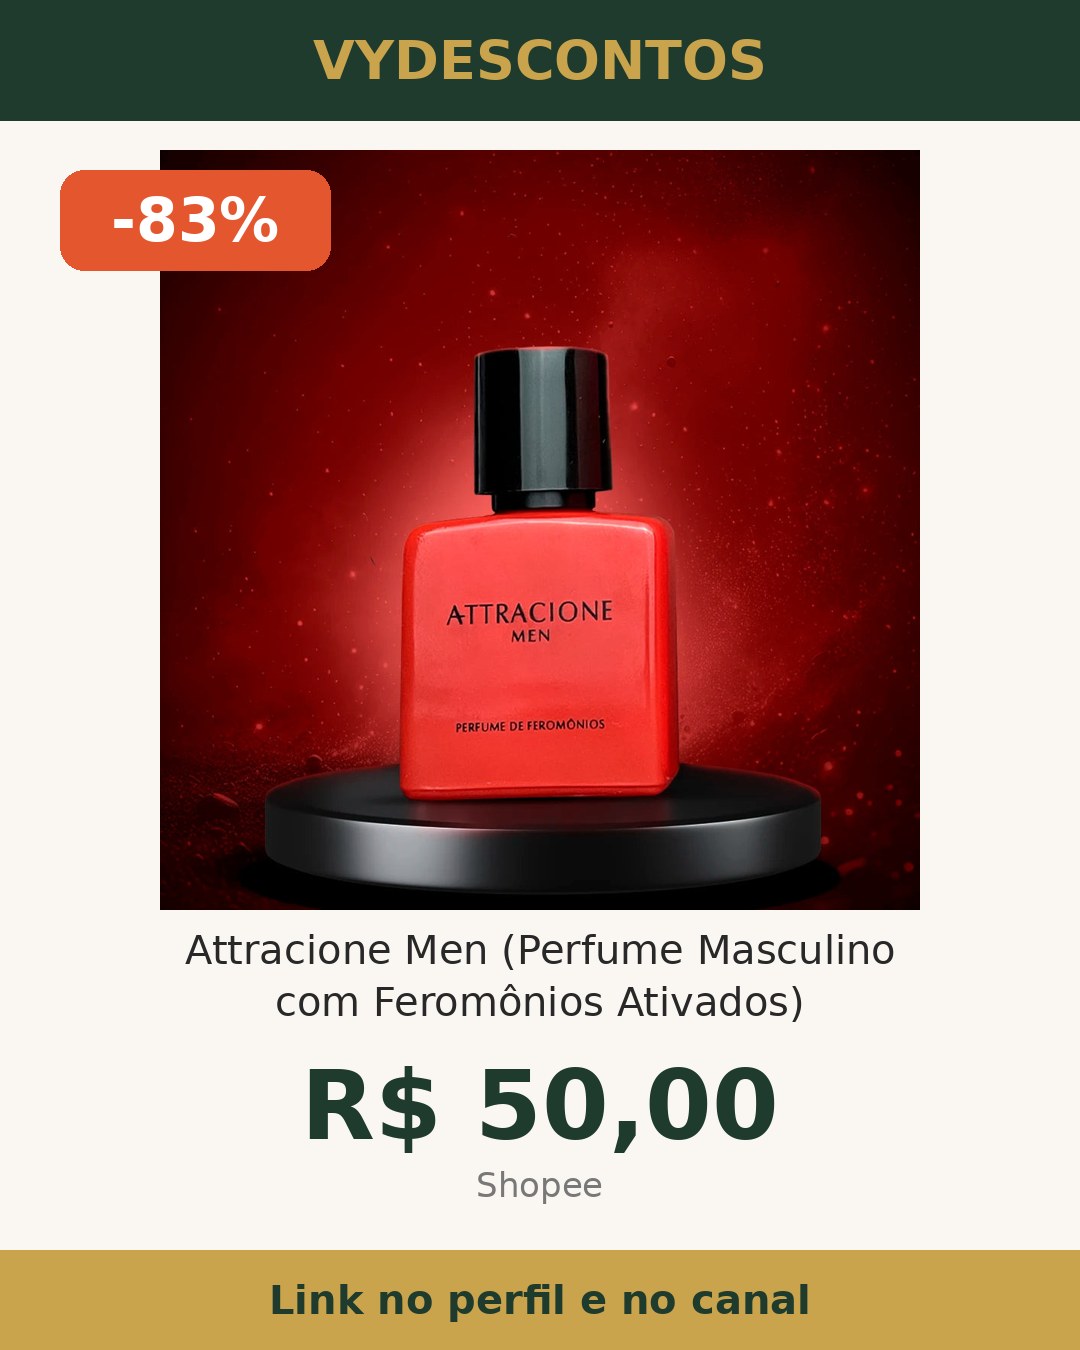 VYDESCONTOS
-83%
ATTRACIONE
MEN
PERFUME DE FEROMÔNIOS
Attracione Men (Perfume Masculino
com Feromônios Ativados)
R$ 50,00
Shopee
Link no perfil e no canal